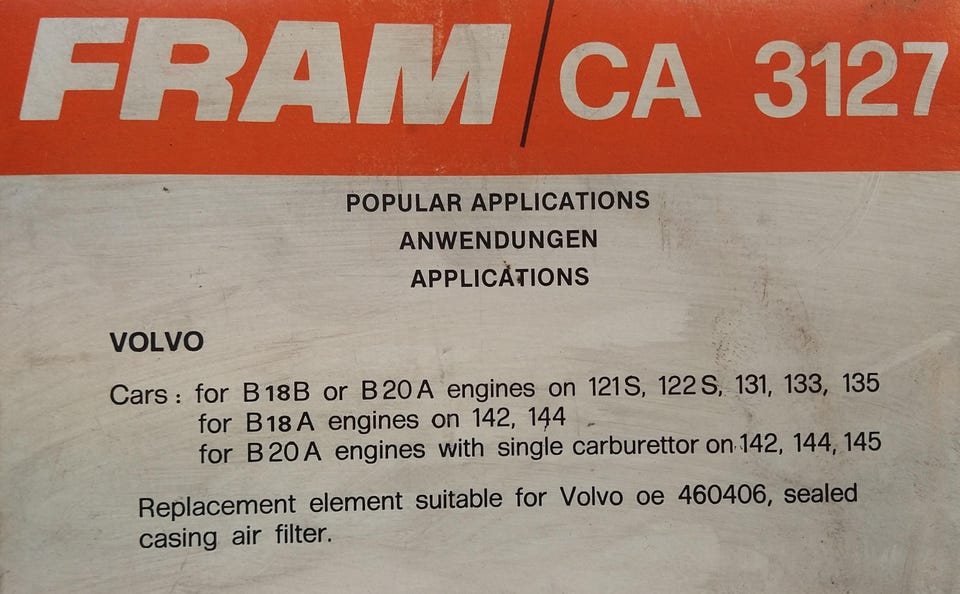 FRAM / CA 3127
POPULAR APPLICATIONS
ANWENDUNGEN
APPLICATIONS
VOLVO
Cars : for B18B or B20A engines on 121S, 122S, 131, 133, 135
for B18A engines on 142, 144
for B20A engines with single carburettor on 142, 144, 145
Replacement element suitable for Volvo oe 460406, sealed
casing air filter.